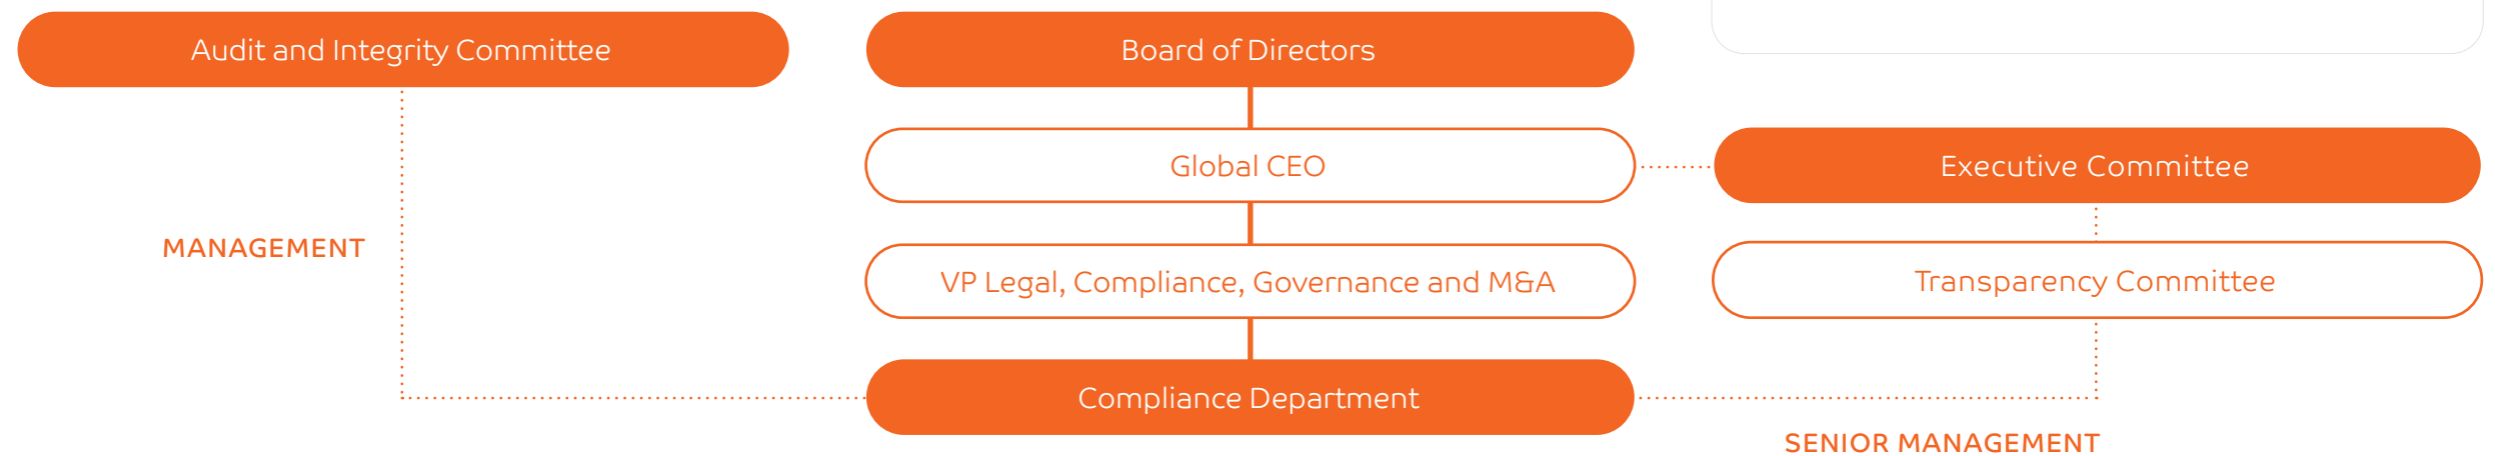 Audit and Integrity Committee
Board of Directors
Global CEO
Executive Committee
MANAGEMENT
VP Legal, Compliance, Governance and M&A
Transparency Committee
Compliance Department
SENIOR MANAGEMENT